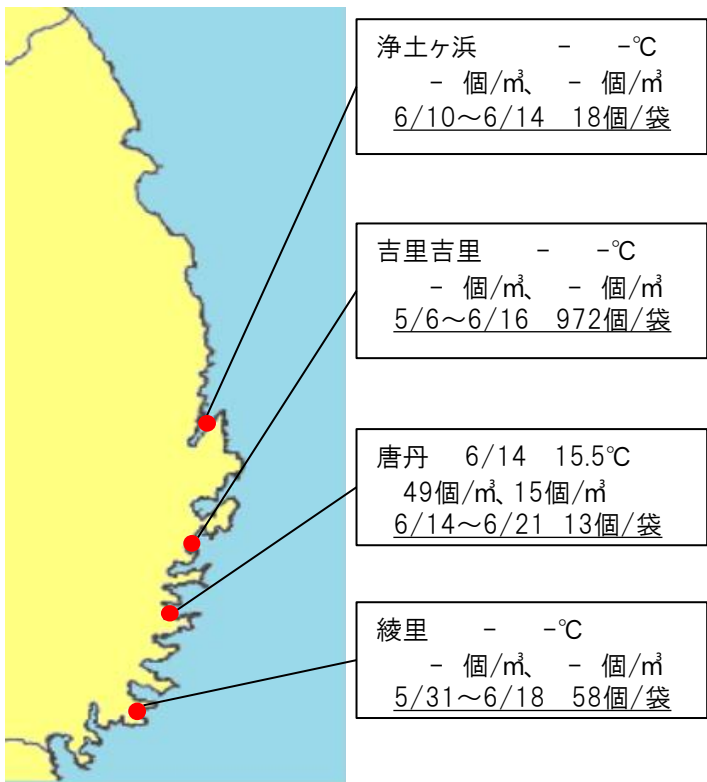 浄土ヶ浜 - -℃
- 個/㎥、 - 個/㎥
6/10～6/14 18個/袋
吉里吉里 - -℃
- 個/㎥、 - 個/㎥
5/6～6/16 972個/袋
唐丹 6/14 15.5℃
49個/㎥、15個/㎥
6/14～6/21 13個/袋
綾里 - -℃
- 個/㎥、 - 個/㎥
5/31～6/18 58個/袋